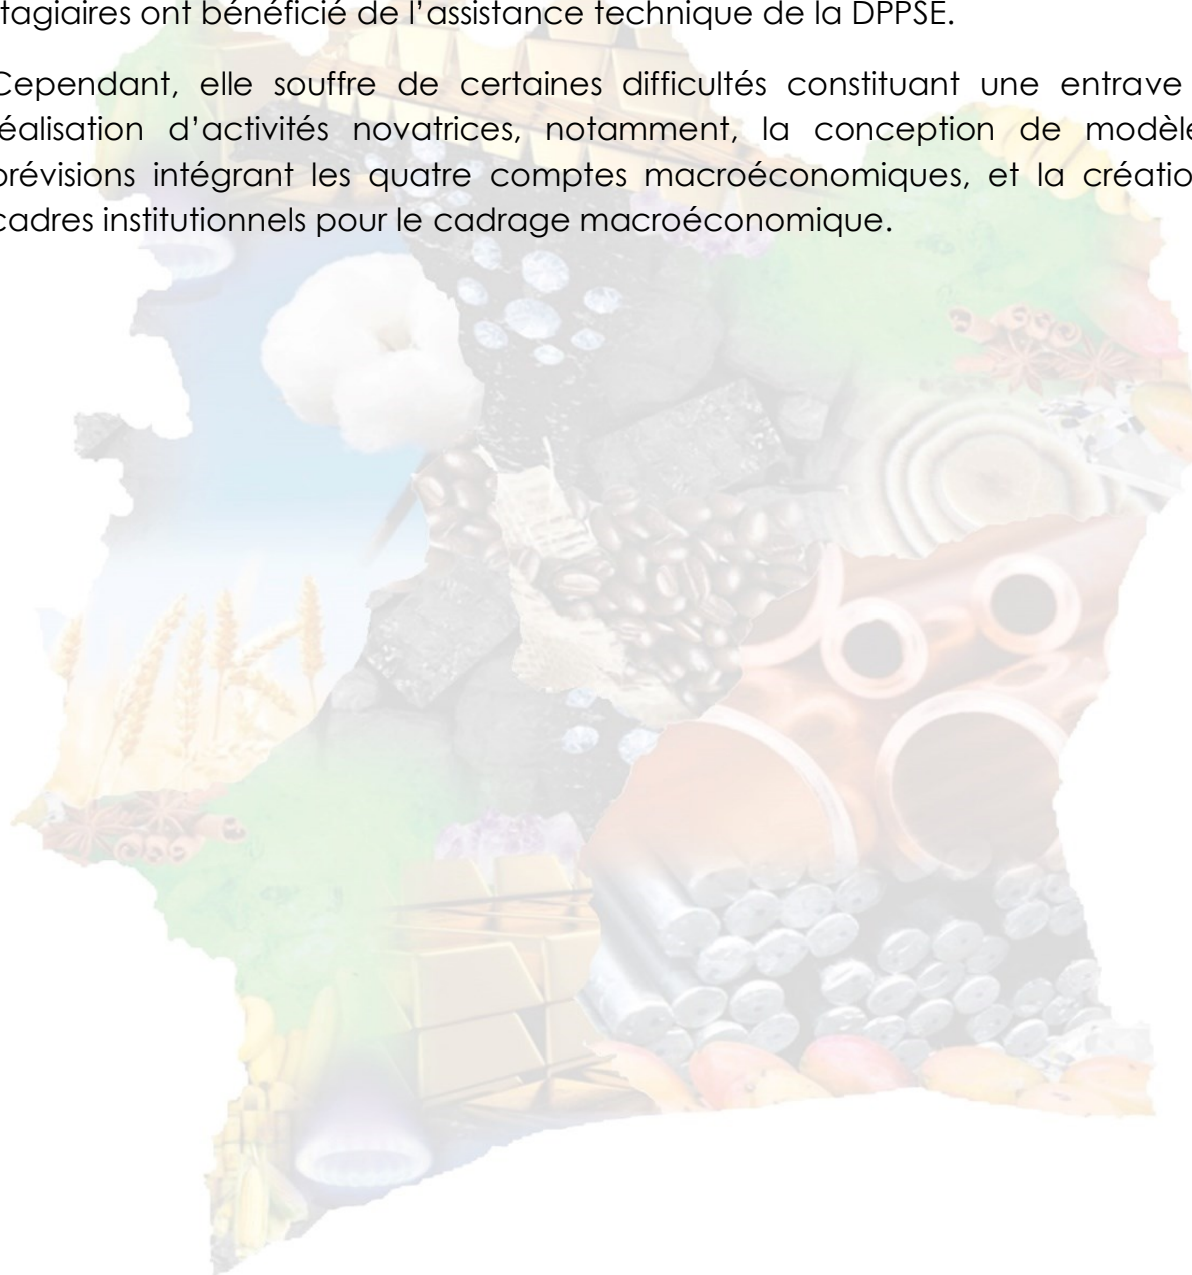 tagiaires ont bénéficié de l'assistance technique de la DPPSE.
Cependant, elle souffre de certaines difficultés constituant une entrave
éalisation d'activités novatrices, notamment, la conception de modèle
prévisions intégrant les quatre comptes macroéconomiques, et la créatio
cadres institutionnels pour le cadrage macroéconomique.